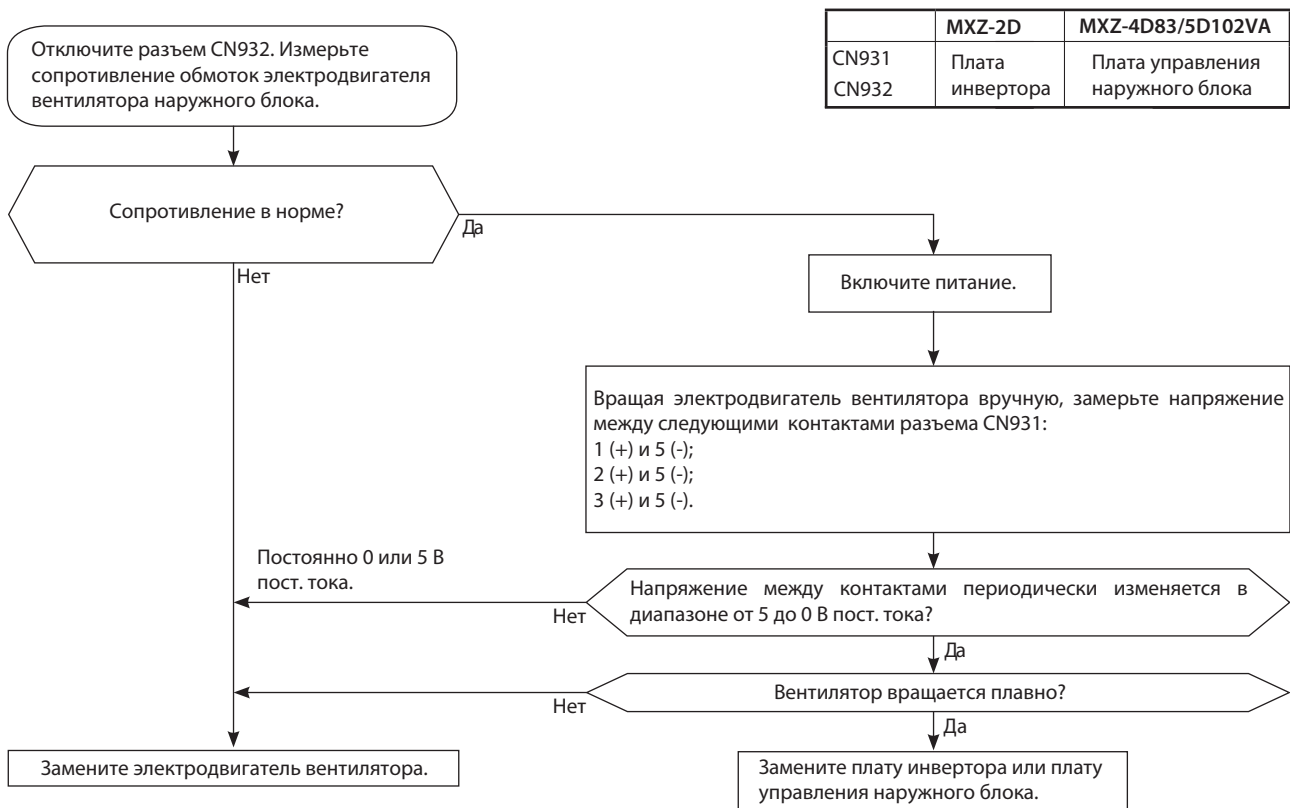 Отключите разъем CN932. Измерьте
сопротивление обмоток электродвигателя
вентилятора наружного блока.
MXZ-2D MXZ-4D83/5D102VA
CN931 Плата Плата управления
CN932 инвертора наружного блока
Сопротивление в норме?
Да
Нет
Включите питание.
Вращая электродвигатель вентилятора вручную, замерьте напряжение
между следующими контактами разъема CN931:
1 (+) и 5 (-);
2 (+) и 5 (-);
3 (+) и 5 (-).
Постоянно 0 или 5 В
пост. тока.
Напряжение между контактами периодически изменяется в
диапазоне от 5 до 0 В пост. тока?
Нет
Да
Вентилятор вращается плавно?
Нет
Да
Замените электродвигатель вентилятора.
Замените плату инвертора или плату
управления наружного блока.